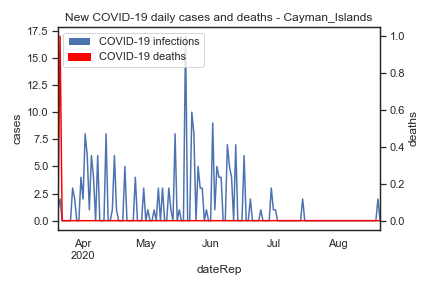 New COVID-19 daily cases and deaths - Cayman_Islands
COVID-19 infections
COVID-19 deaths
17.5
15.0
12.5
10.0
7.5
5.0
2.5
0.0
cases
1.0
0.8
0.6
0.4
0.2
0.0
deaths
Apr May Jun Jul Aug
2020
dateRep